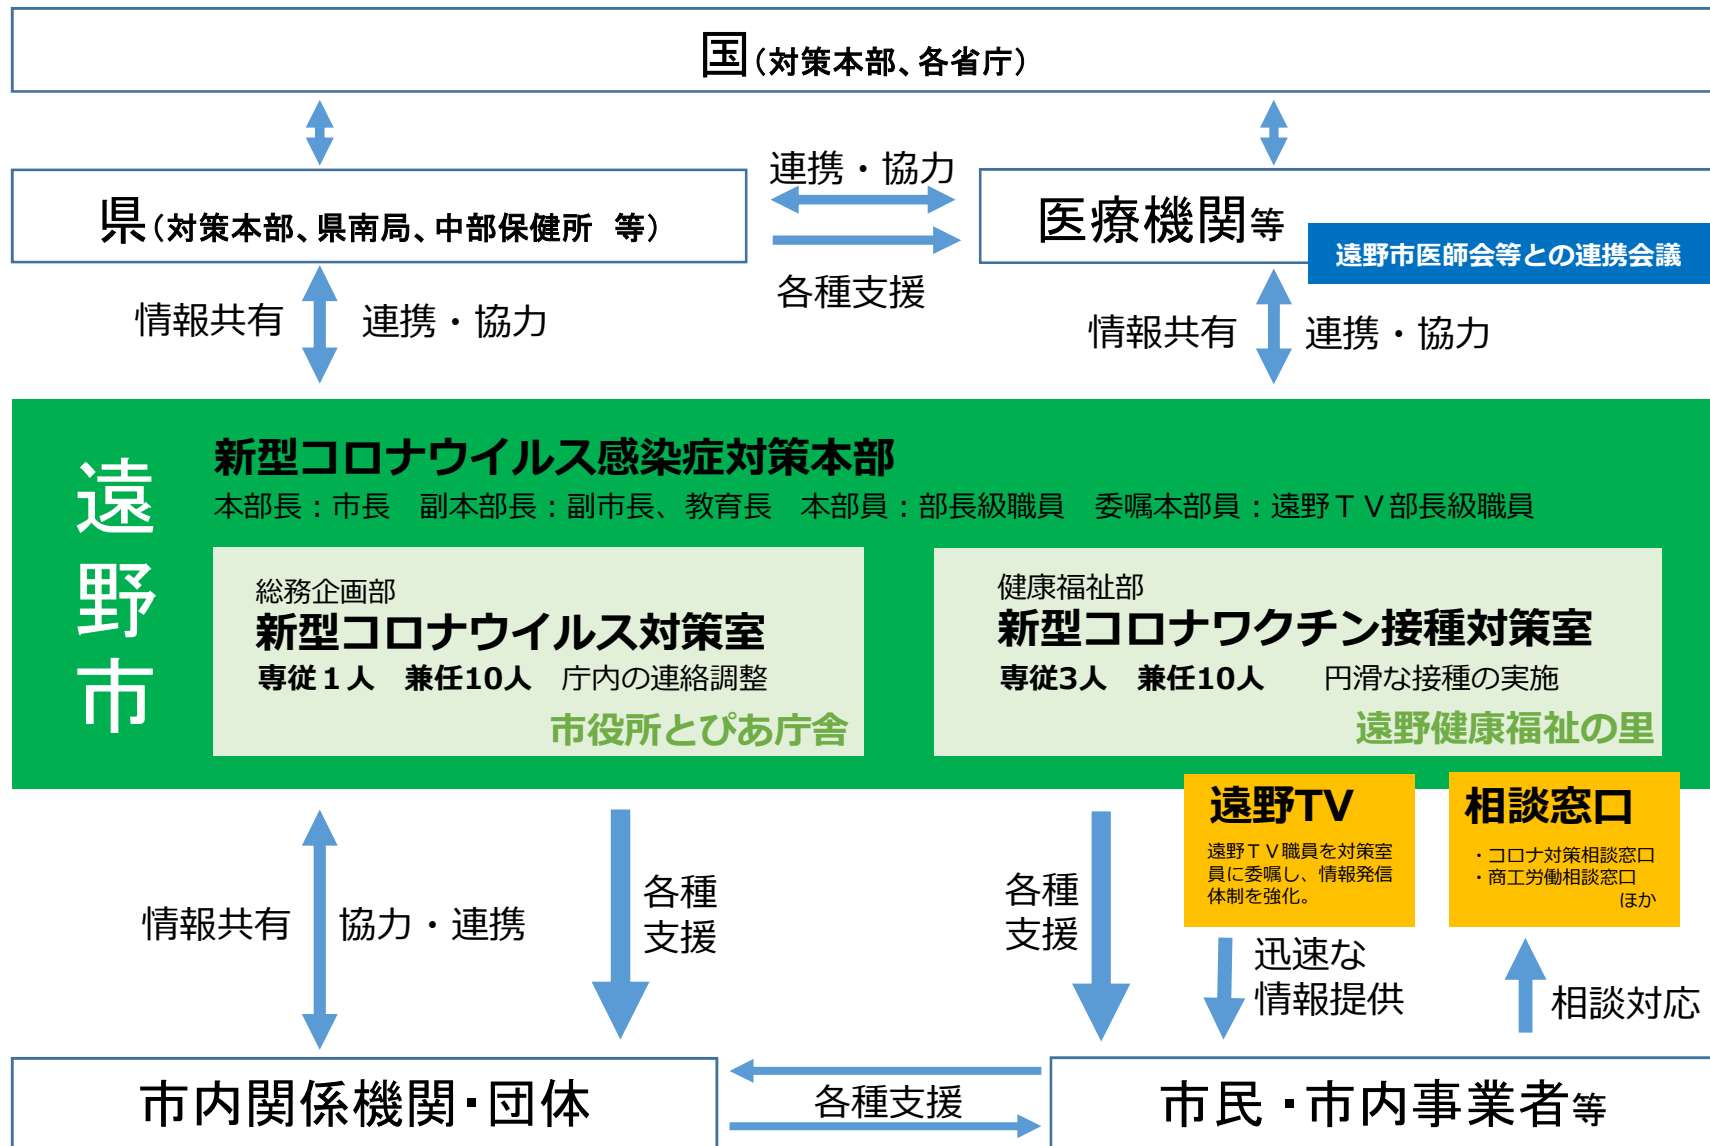 国(対策本部、各省庁)
連携・協力
県(対策本部、県南局、中部保健所 等)
医療機関等
遠野市医師会等との連携会議
各種支援
情報共有 連携・協力
情報共有 連携・協力
遠野市
新型コロナウイルス感染症対策本部
本部長:市長 副本部長:副市長、教育長 本部員:部長級職員 委嘱本部員:遠野TV部長級職員
総務企画部
新型コロナウイルス対策室
専従1人 兼任10人 庁内の連絡調整
市役所とぴあ庁舎
健康福祉部
新型コロナワクチン接種対策室
専従3人 兼任10人 円滑な接種の実施
遠野健康福祉の里
遠野TV
遠野TV職員を対策室
員に委嘱し、情報発信
体制を強化。
相談窓口
・コロナ対策相談窓口
・商工労働相談窓口
ほか
情報共有 協力・連携
各種
支援
各種
支援
迅速な
情報提供
相談対応
市内関係機関・団体
各種支援
市民・市内事業者等